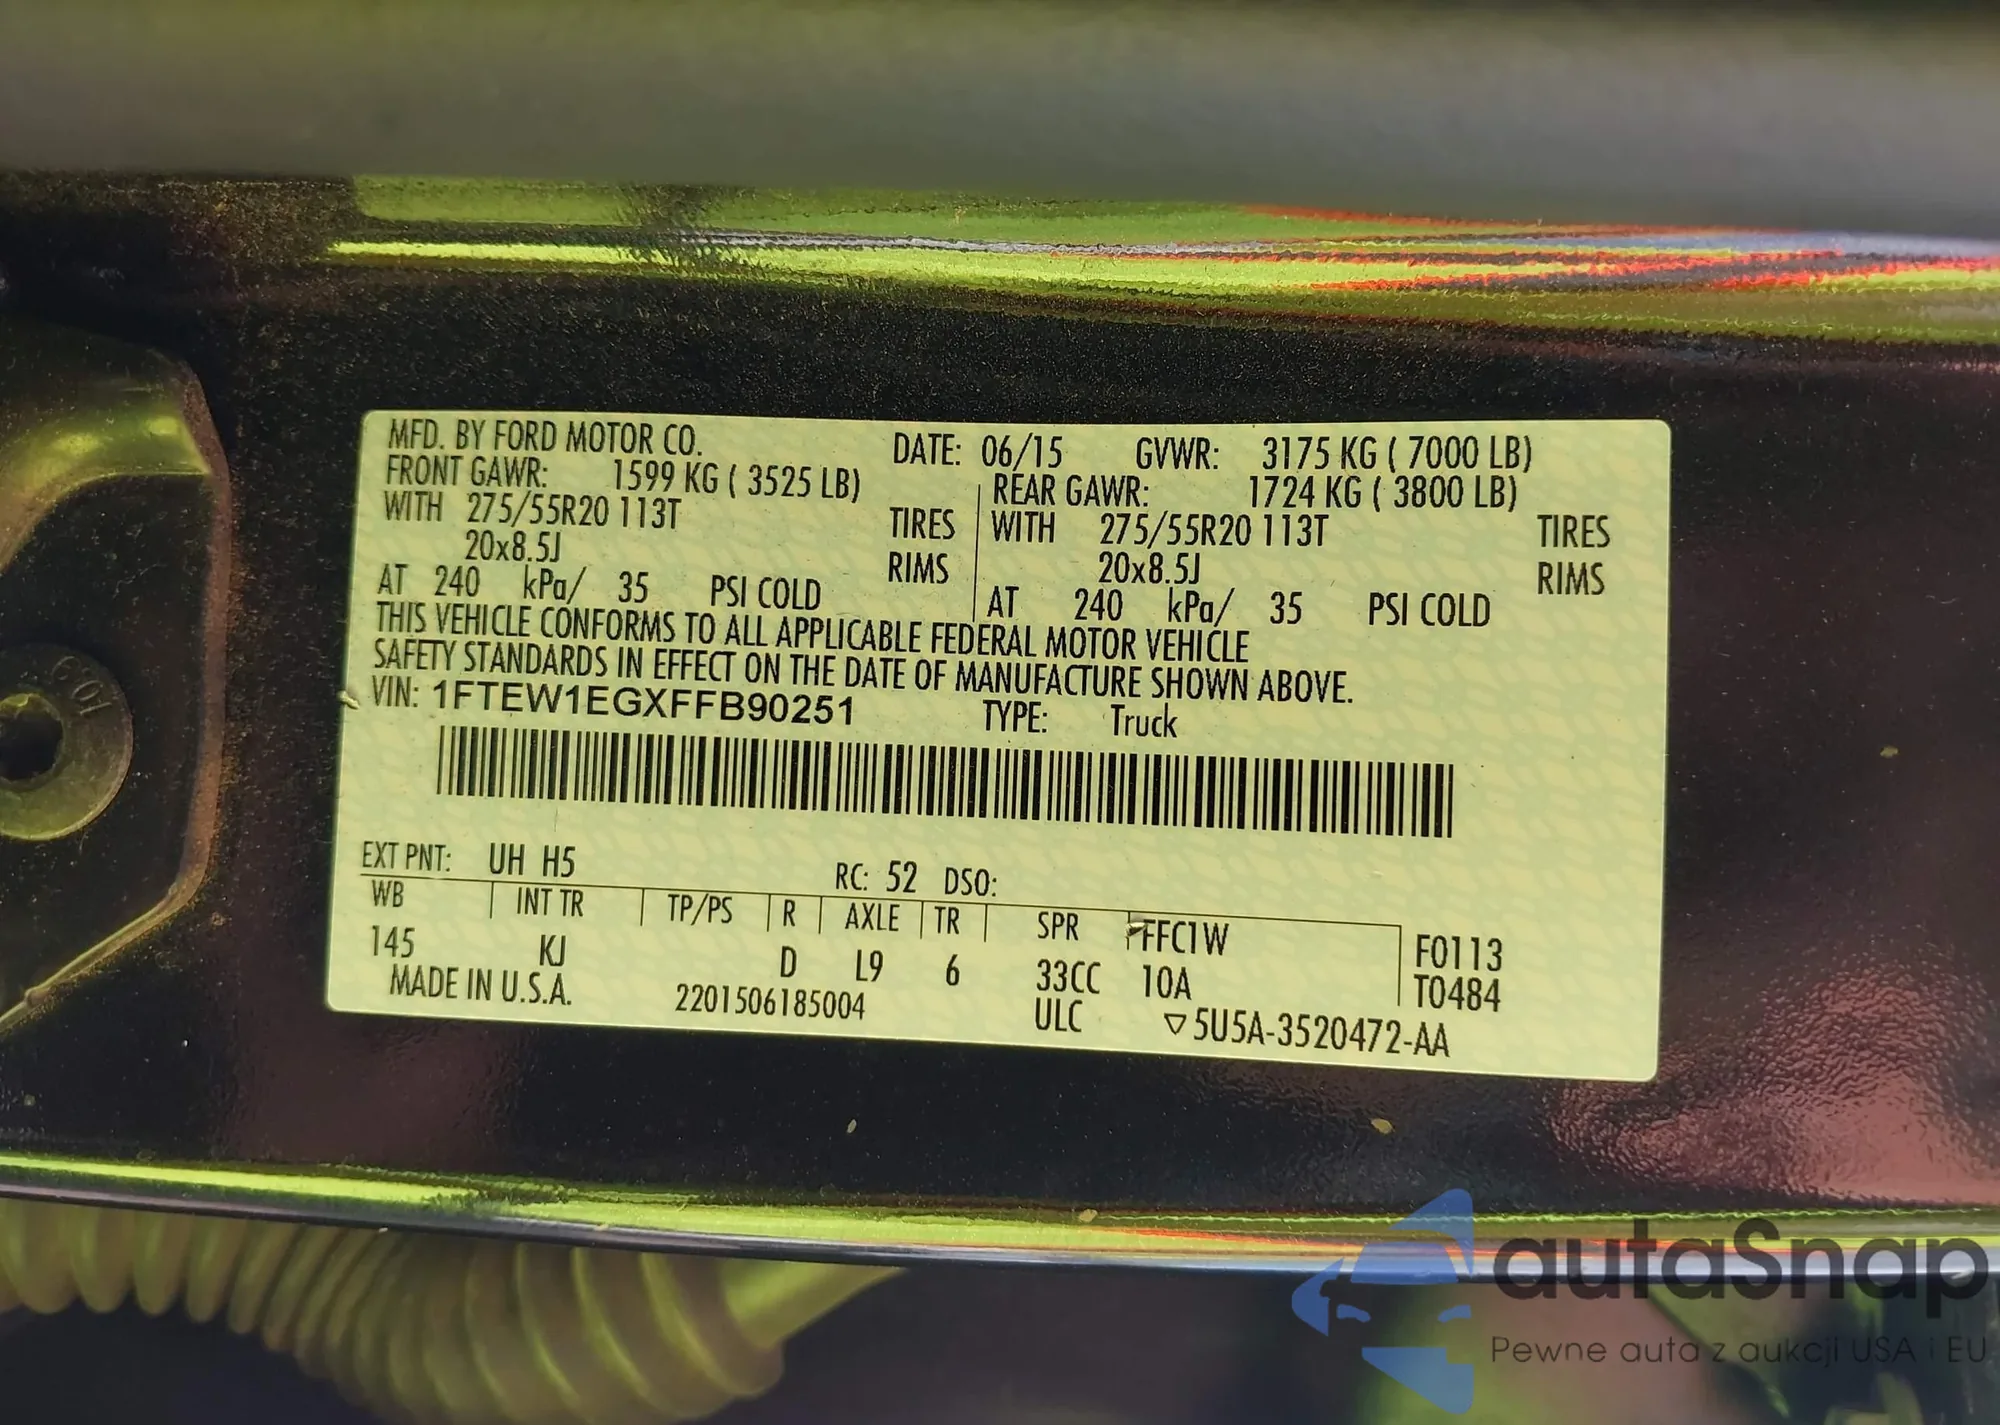 MFD. BY FORD MOTOR CO. DATE: 06/15 GVWR: 3175 KG ( 7000 LB)
FRONT GAWR: 1599 KG ( 3525 LB) REAR GAWR: 1724 KG ( 3800 LB)
WITH 275/55R20 113T TIRES WITH 275/55R20 113T TIRES
20x8.5J RIMS 20x8.5J RIMS
AT 240 kPa/ 35 PSI COLD AT 240 kPa/ 35 PSI COLD
THIS VEHICLE CONFORMS TO ALL APPLICABLE FEDERAL MOTOR VEHICLE
SAFETY STANDARDS IN EFFECT ON THE DATE OF MANUFACTURE SHOWN ABOVE.
VIN: 1FTEW1EGXFFB90251 TYPE: Truck
EXT PNT: UH H5 RC: 52 DSO:
WB INT TR TP/PS R AXLE TR SPR FFC1W F0113
145 KJ D L9 6 33CC 10A T0484
MADE IN U.S.A. 2201506185004 ULC ▽5U5A-3520472-AA
10.9
autaSnap
Pewne auta z aukcji USA i EU